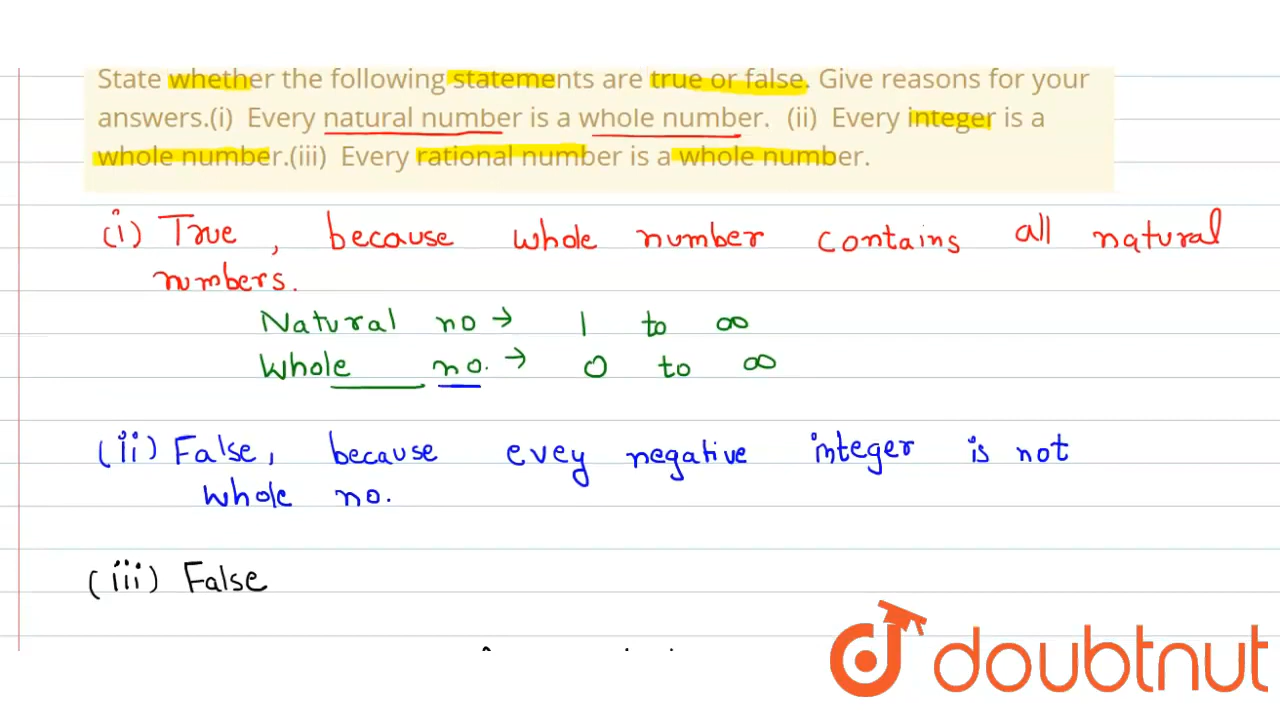 State whether the following statements are true or false. Give reasons for your
answers.(i) Every natural number is a whole number. (ii) Every integer is a
whole number.(iii) Every rational number is a whole number.
(i) True, because whole number contains all natural
numbers.
Natural no → 1 to ∞
Whole no. → 0 to ∞
(ii) False, because evey negative integer is not
whole no.
(iii) False
doubtnut